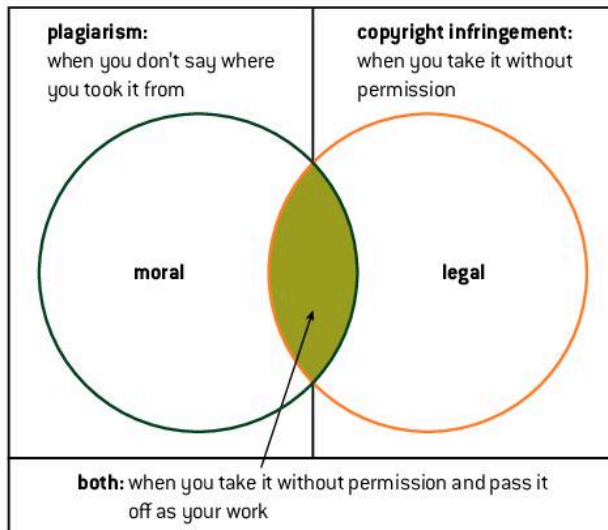 plagiarism:
when you don't say where
you took it from
copyright infringement:
when you take it without
permission
moral
legal
both: when you take it without permission and pass it
off as your work